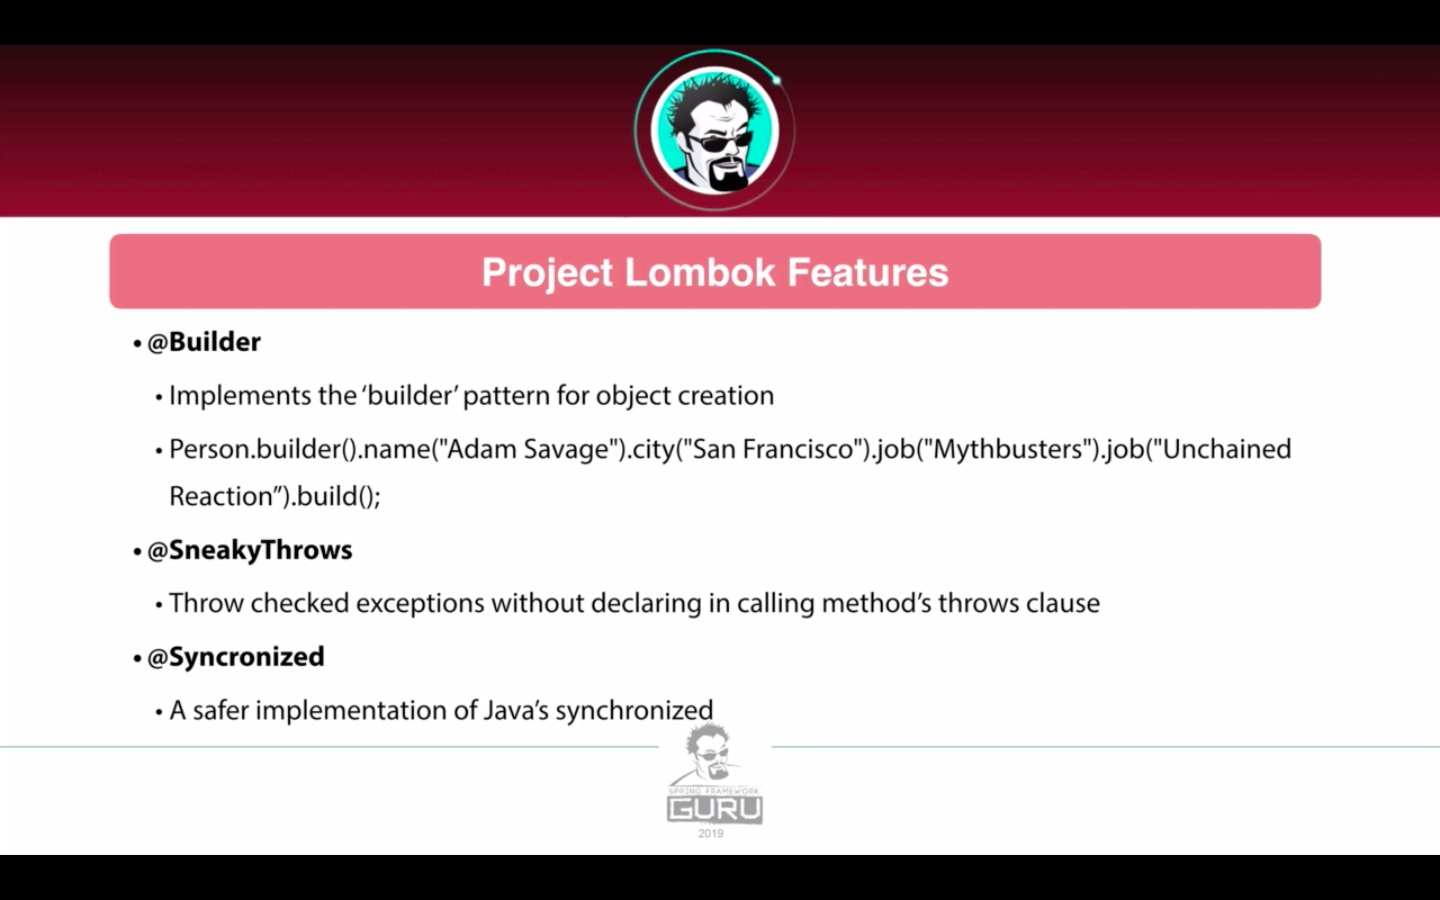 Project Lombok Features
• @Builder
• Implements the ‘builder’ pattern for object creation
• Person.builder().name("Adam Savage").city("San Francisco").job("Mythbusters").job("Unchained
Reaction”).build();
• @SneakyThrows
• Throw checked exceptions without declaring in calling method’s throws clause
• @Syncronized
• A safer implementation of Java’s synchronized
SPRING FRAMEWORK
GURU
2019